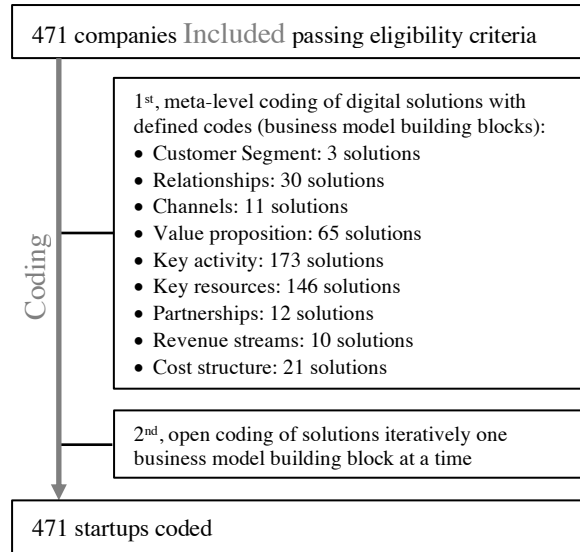 471 companies Included passing eligibility criteria
Coding
1st, meta-level coding of digital solutions with
defined codes (business model building blocks):
• Customer Segment: 3 solutions
• Relationships: 30 solutions
• Channels: 11 solutions
• Value proposition: 65 solutions
• Key activity: 173 solutions
• Key resources: 146 solutions
• Partnerships: 12 solutions
• Revenue streams: 10 solutions
• Cost structure: 21 solutions
2nd, open coding of solutions iteratively one
business model building block at a time
471 startups coded